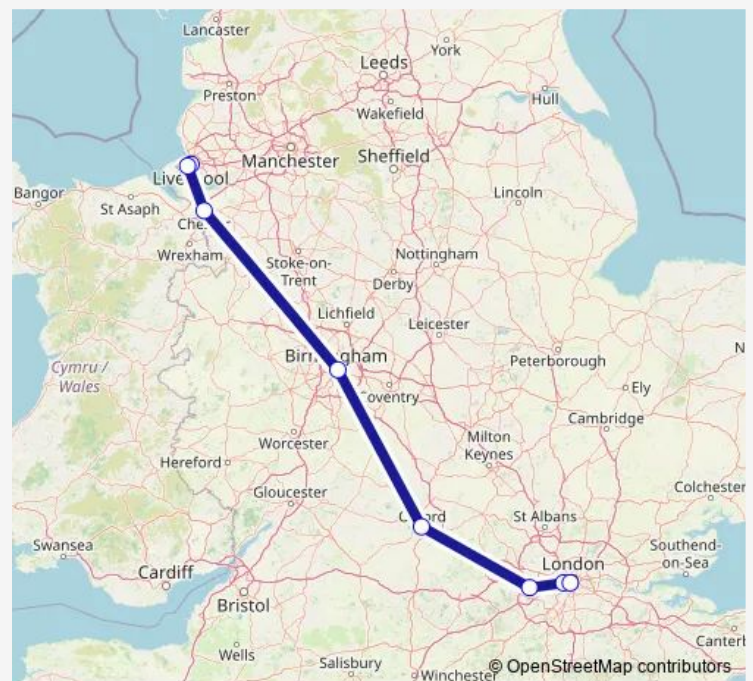 Lancaster
York
Leeds
Preston
Hull
Wakefield
Manchester
Sheffield
Bangor
St Asaph
Lincoln
Wrexham
Stoke-on-
Trent
Nottingham
Derby
Lichfield
Leicester
Peterborough
Cymru /
Wales
Ely
Cambridge
Worcester
Milton
Keynes
Hereford
Gloucester
Colchester
St Albans
Swansea
Cardiff
London
Southend-
on-Sea
Bristol
Wells
Salisbury
Winchester
© OpenStreetMap contributors